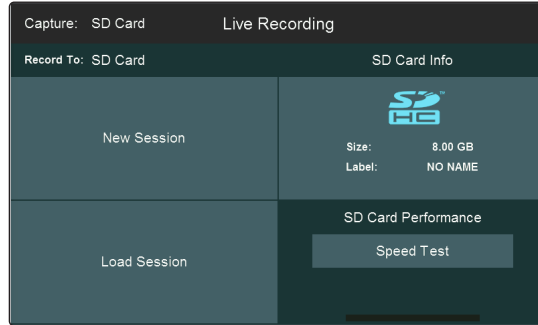 Capture: SD Card Live Recording
Record To: SD Card SD Card Info
New Session
SD™
HC
Size: 8.00 GB
Label: NO NAME
SD Card Performance
Speed Test
Load Session